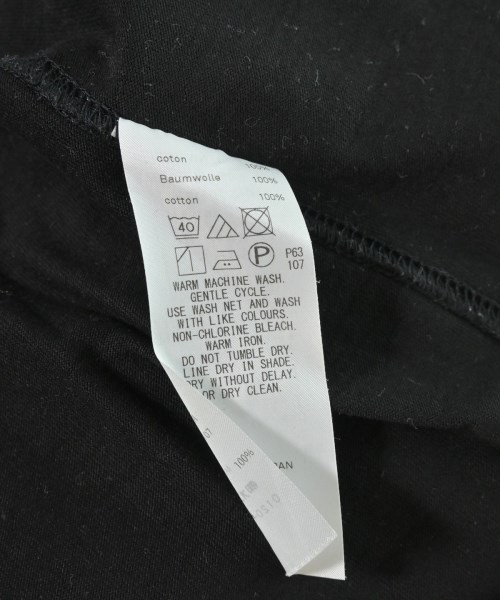 coton 100%
Baumwolle 100%
cotton 100%
40
P P63
107
WARM MACHINE WASH.
GENTLE CYCLE.
USE WASH NET AND WASH
WITH LIKE COLOURS.
NON-CHLORINE BLEACH.
WARM IRON.
DO NOT TUMBLE DRY.
LINE DRY IN SHADE.
DRY WITHOUT DELAY.
OR DRY CLEAN.
07
100%
PAN